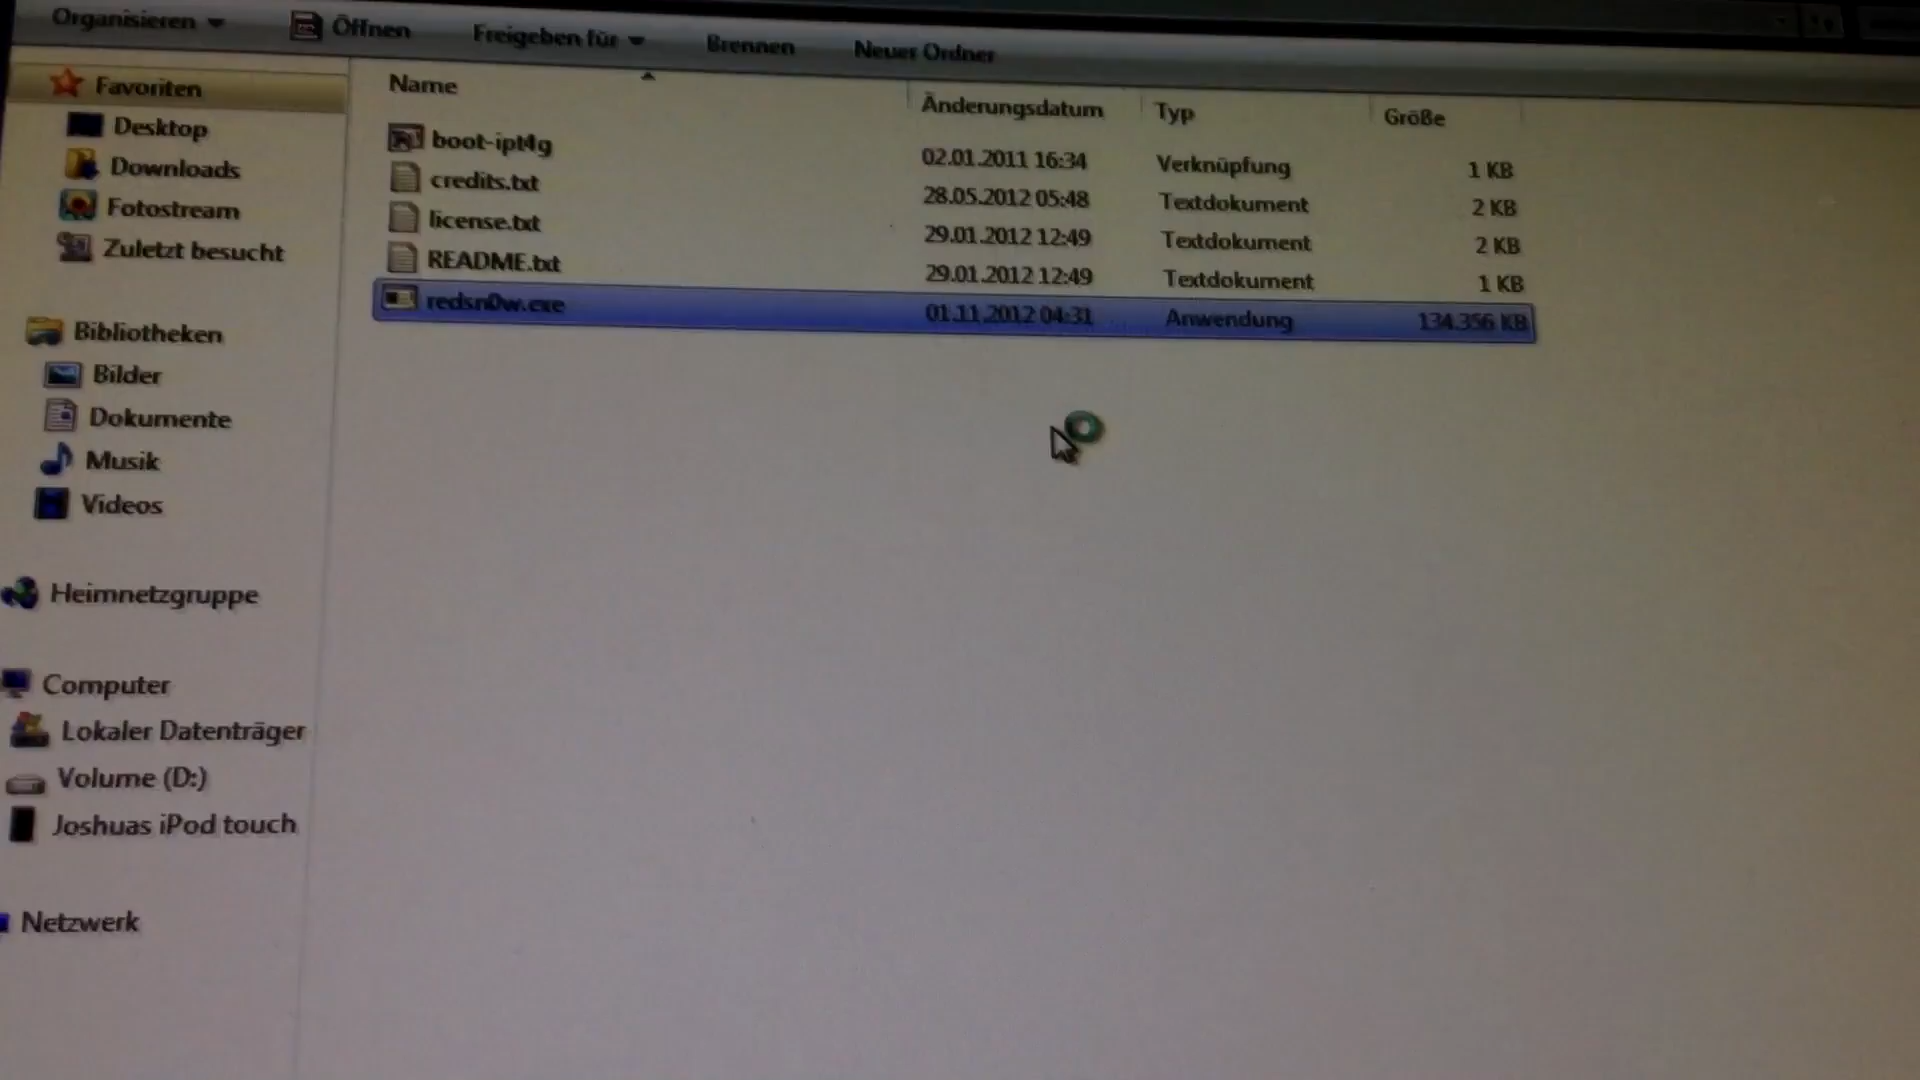 Organisieren Öffnen Freigeben für Brennen Neuer Ordner
Favoriten
Desktop
Downloads
Fotostream
Zuletzt besucht
Bibliotheken
Bilder
Dokumente
Musik
Videos
Heimnetzgruppe
Computer
Lokaler Datenträger
Volume (D:)
Joshuas iPod touch
Netzwerk
Name Änderungsdatum Typ Größe
boot-ipt4g 02.01.2011 16:34 Verknüpfung 1 KB
credits.txt 28.05.2012 05:48 Textdokument 2 KB
license.txt 29.01.2012 12:49 Textdokument 2 KB
README.txt 29.01.2012 12:49 Textdokument 1 KB
redsn0w.exe 01.11.2012 04:31 Anwendung 134.356 KB